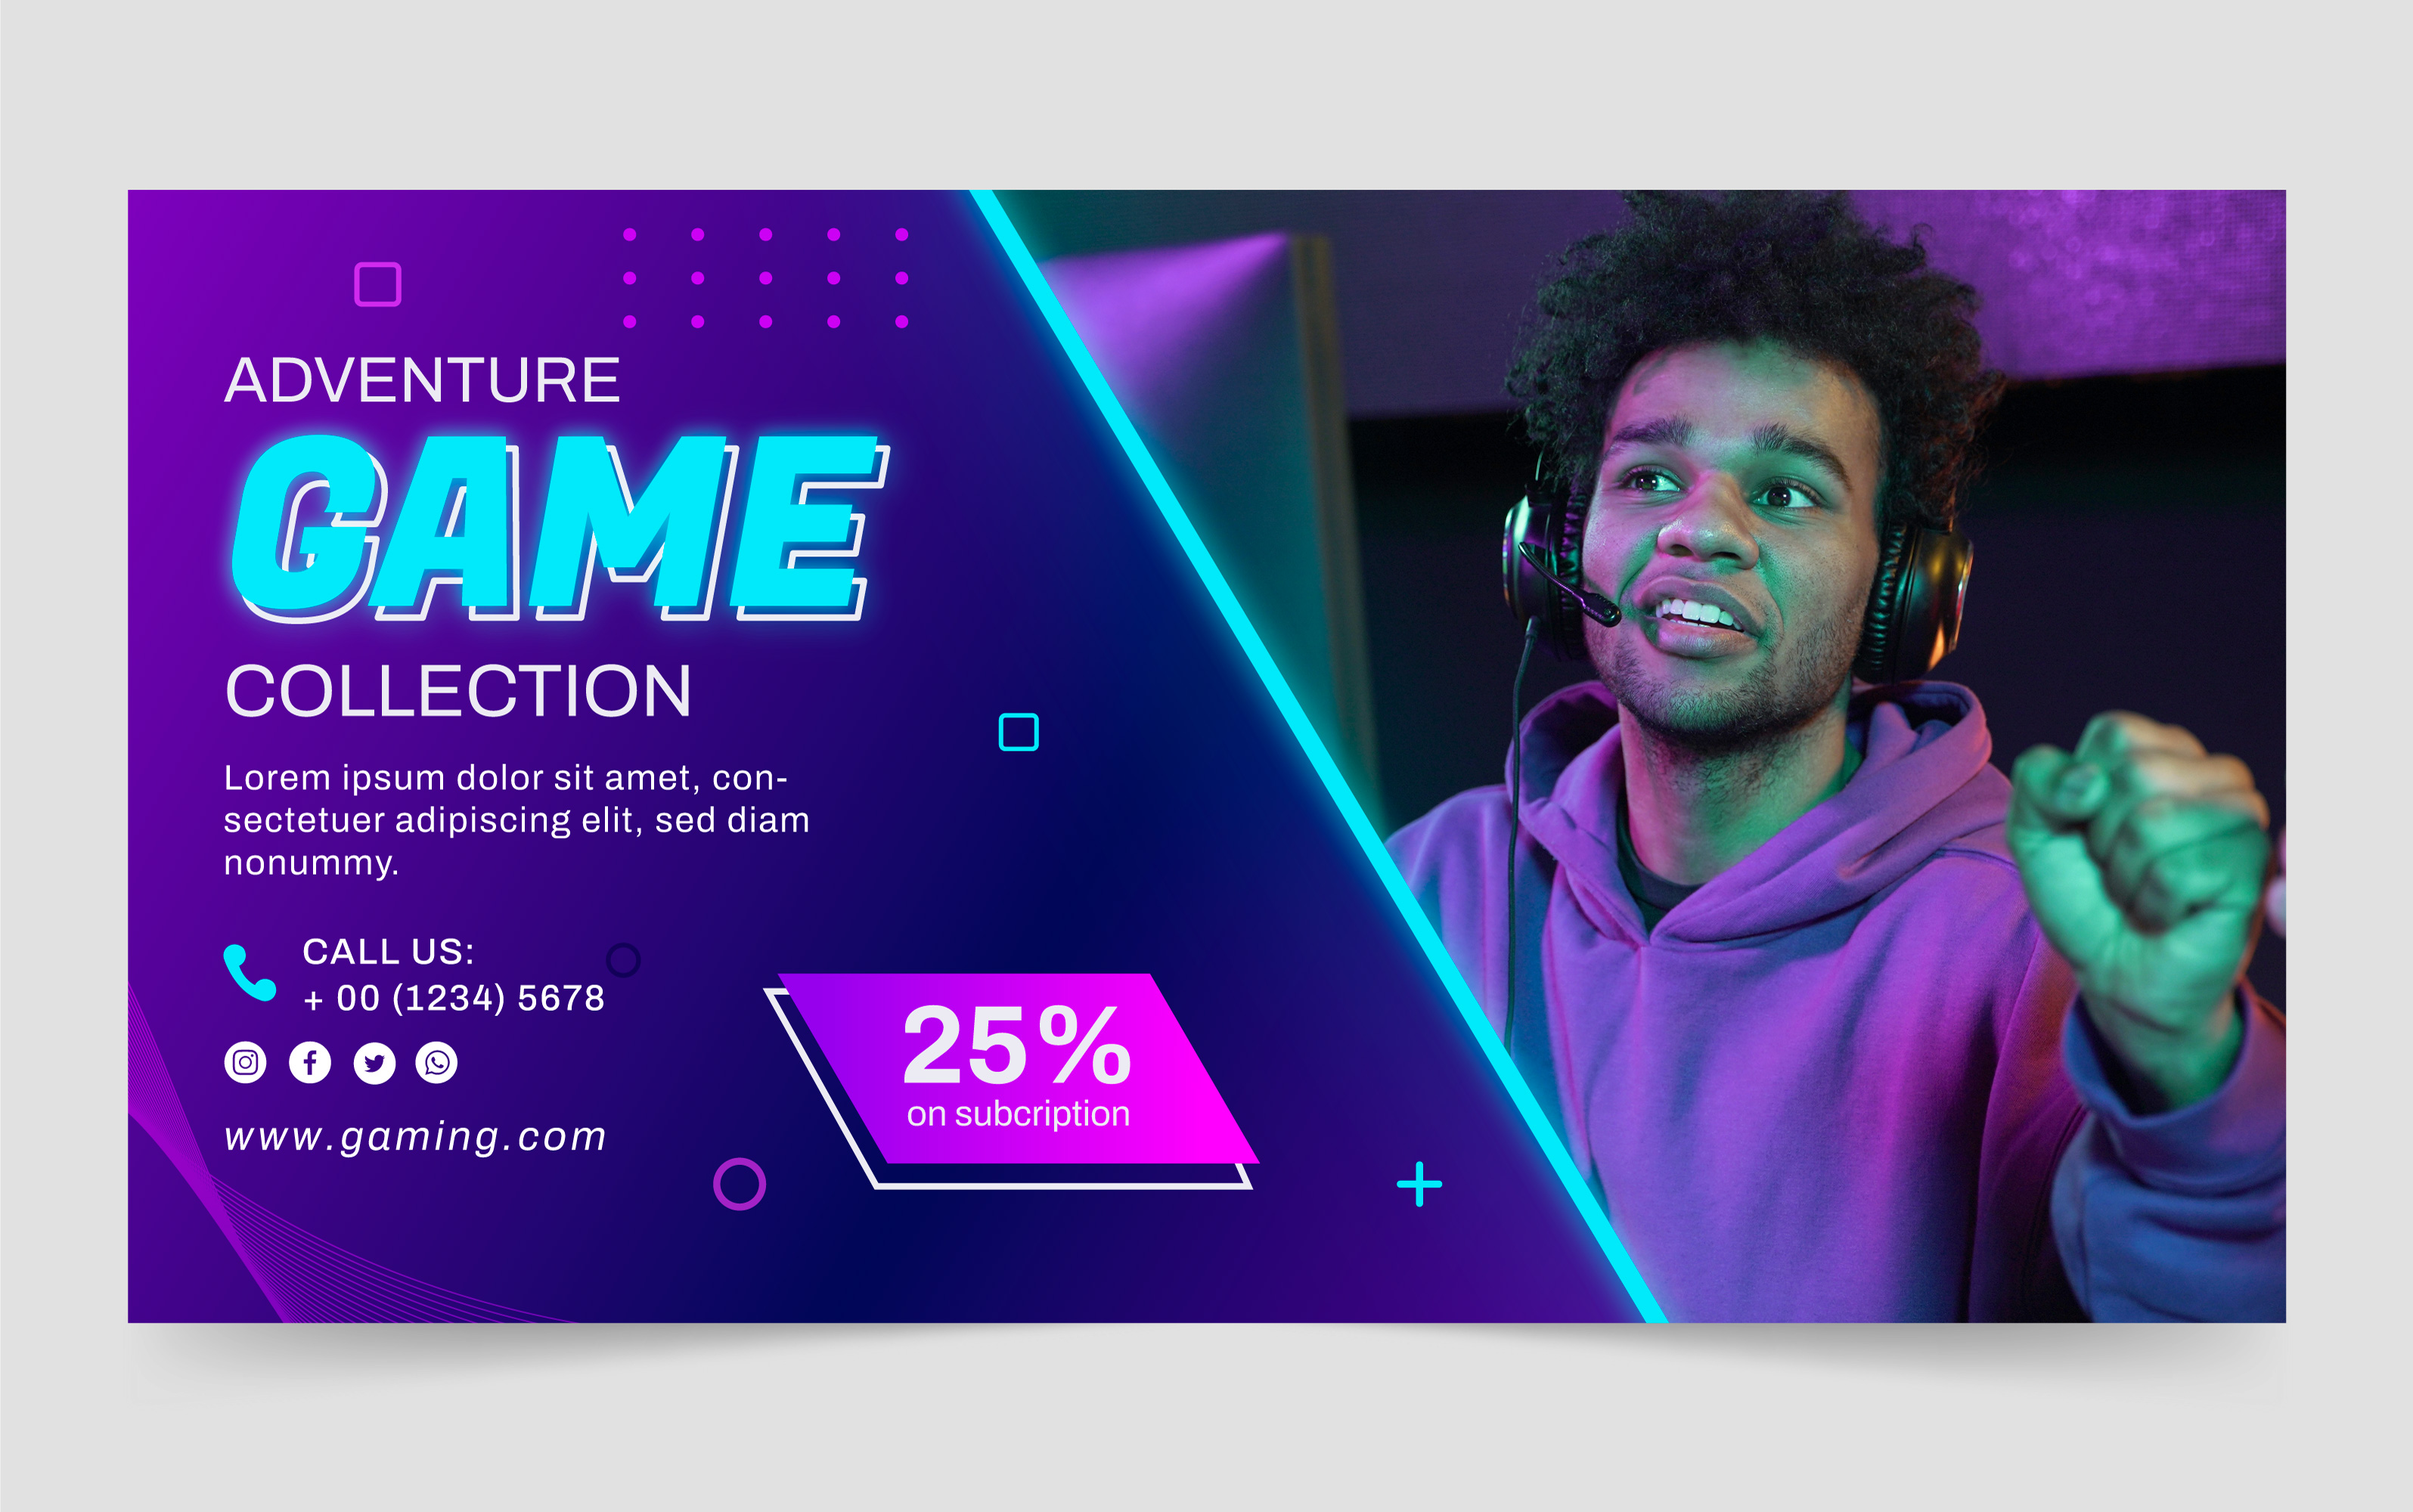 ADVENTURE
GAME
COLLECTION
Lorem ipsum dolor sit amet, con-
sectetuer adipiscing elit, sed diam
nonummy.
CALL US:
+ 00 (1234) 5678
www.gaming.com
25%
on subcription